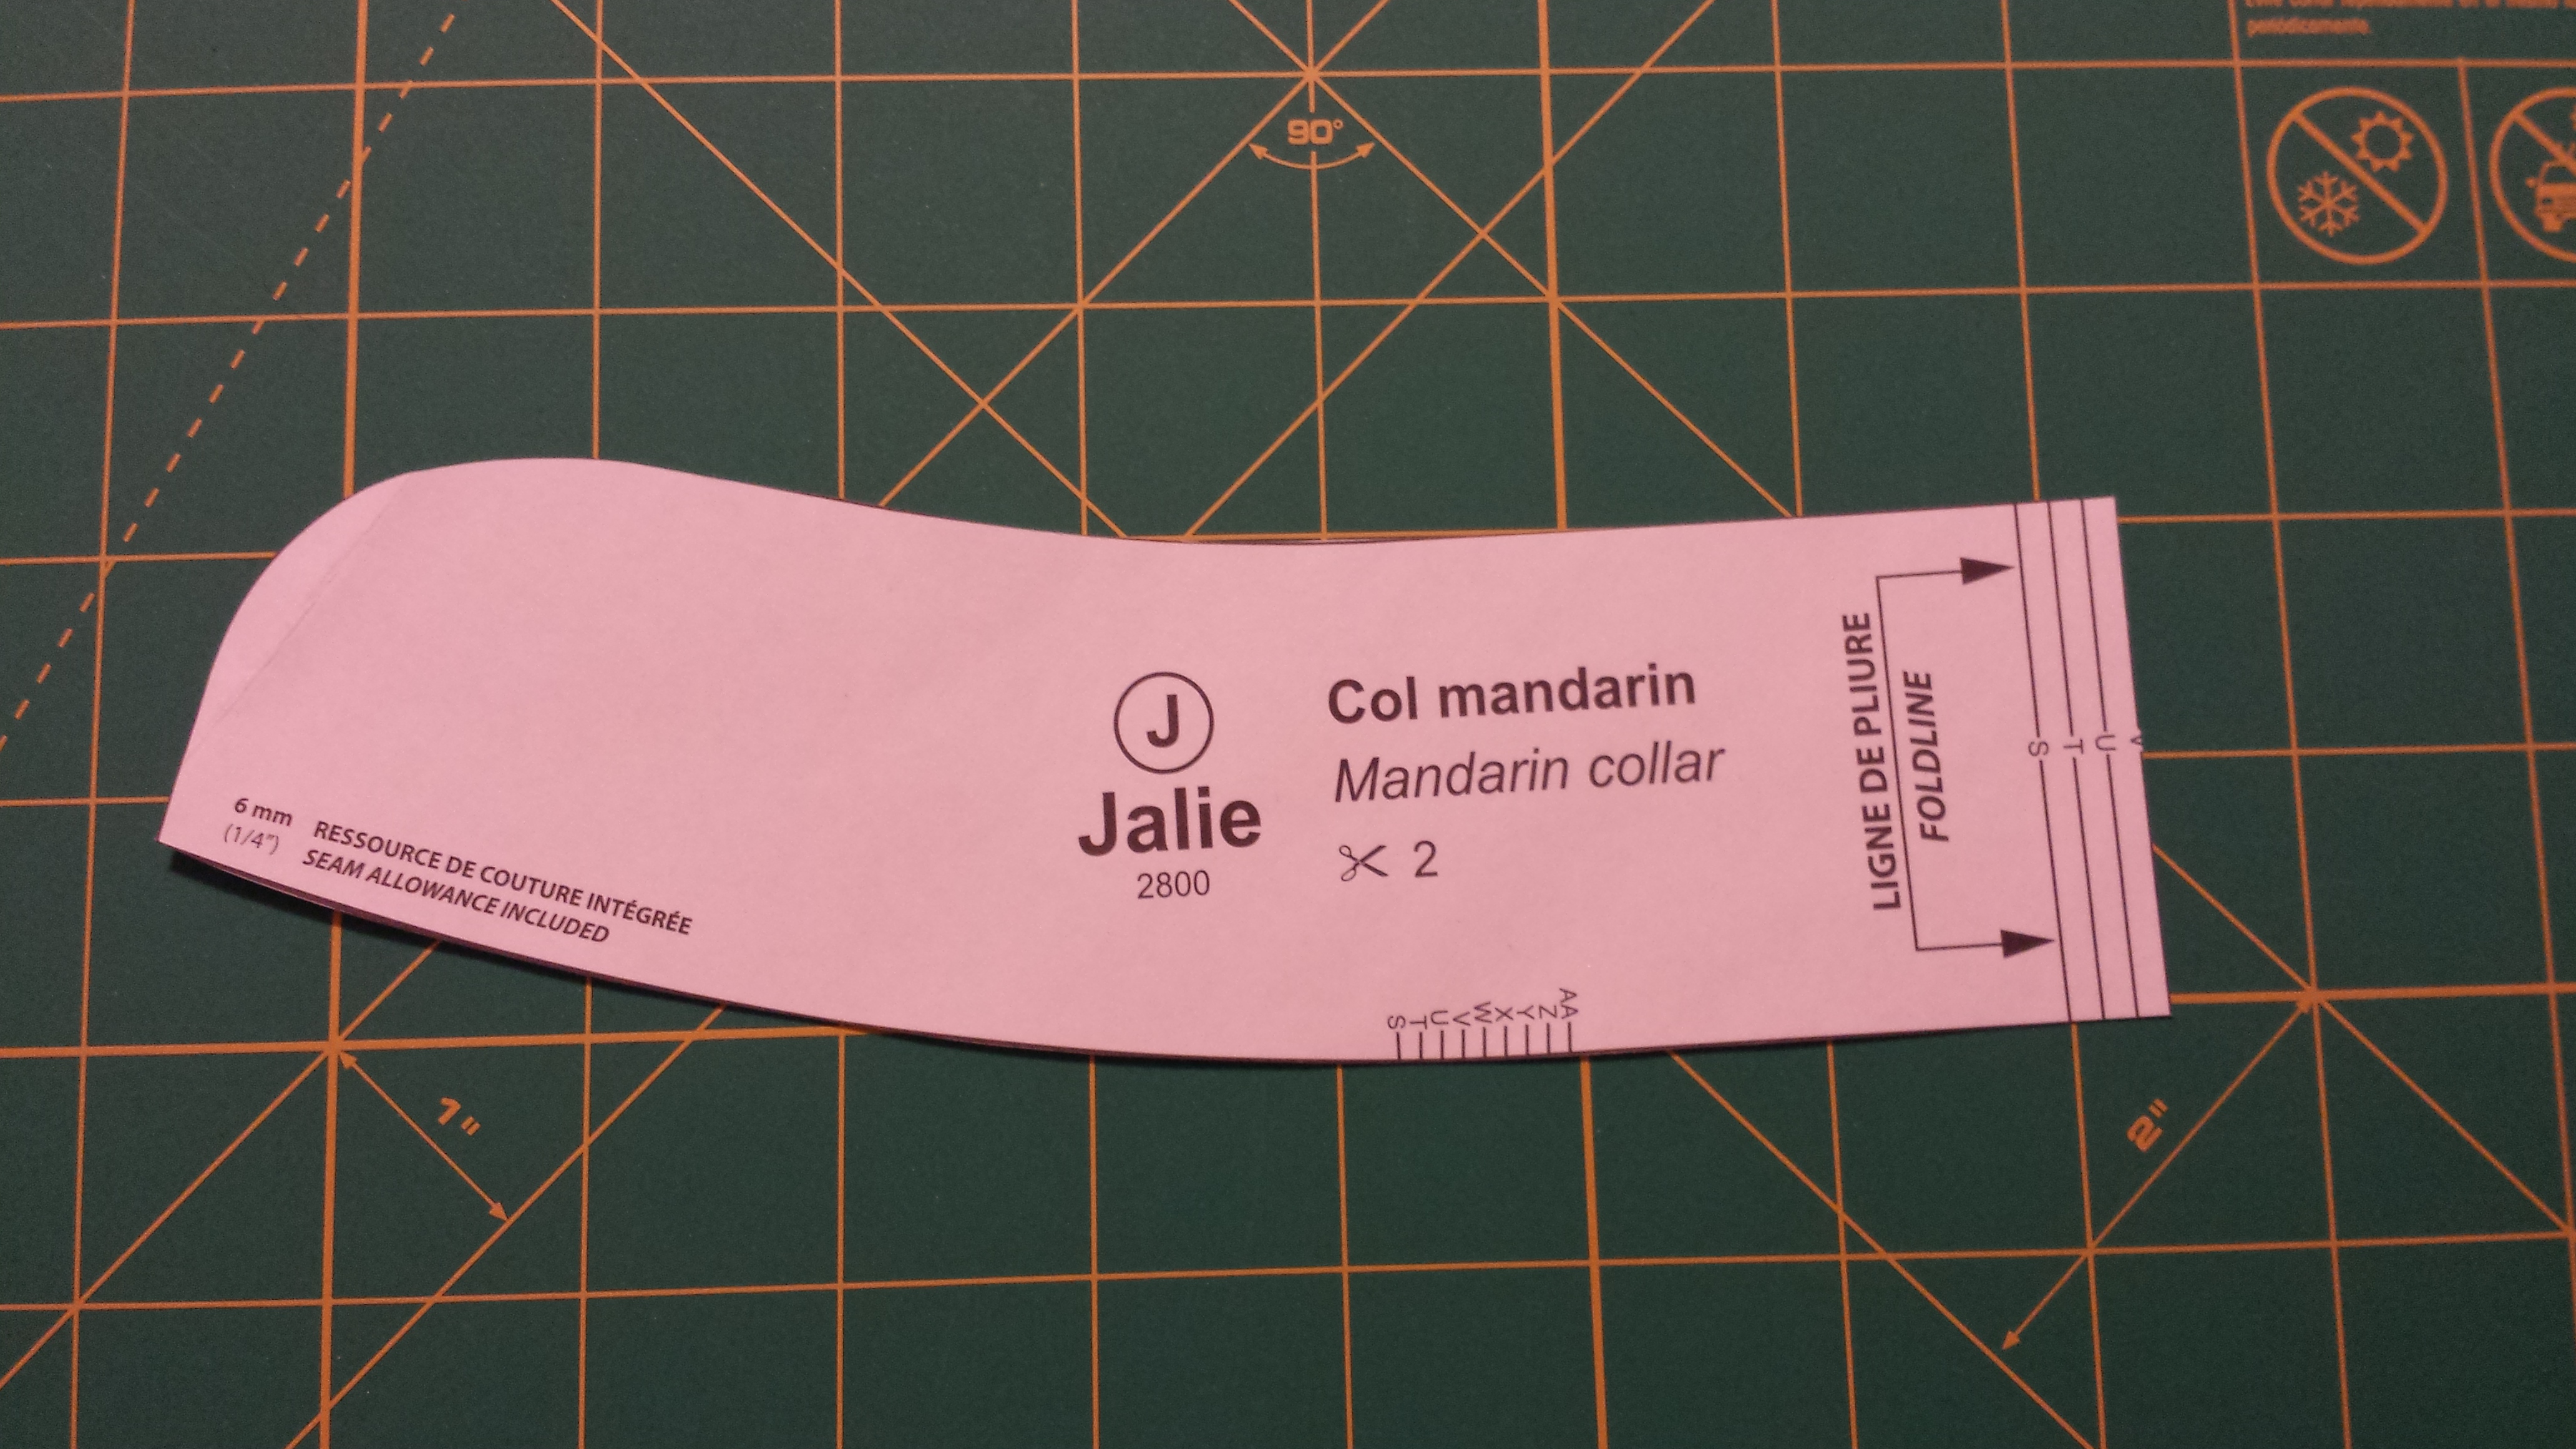 periódicamente.
90°
J
Jalie
2800
Col mandarin
Mandarin collar
2
LIGNE DE PLIURE
FOLDLINE
S
T
U
V
6 mm
(1/4")
RESSOURCE DE COUTURE INTÉGRÉE
SEAM ALLOWANCE INCLUDED
S
T
U
V
W
X
Y
Z
AA
1"
2"